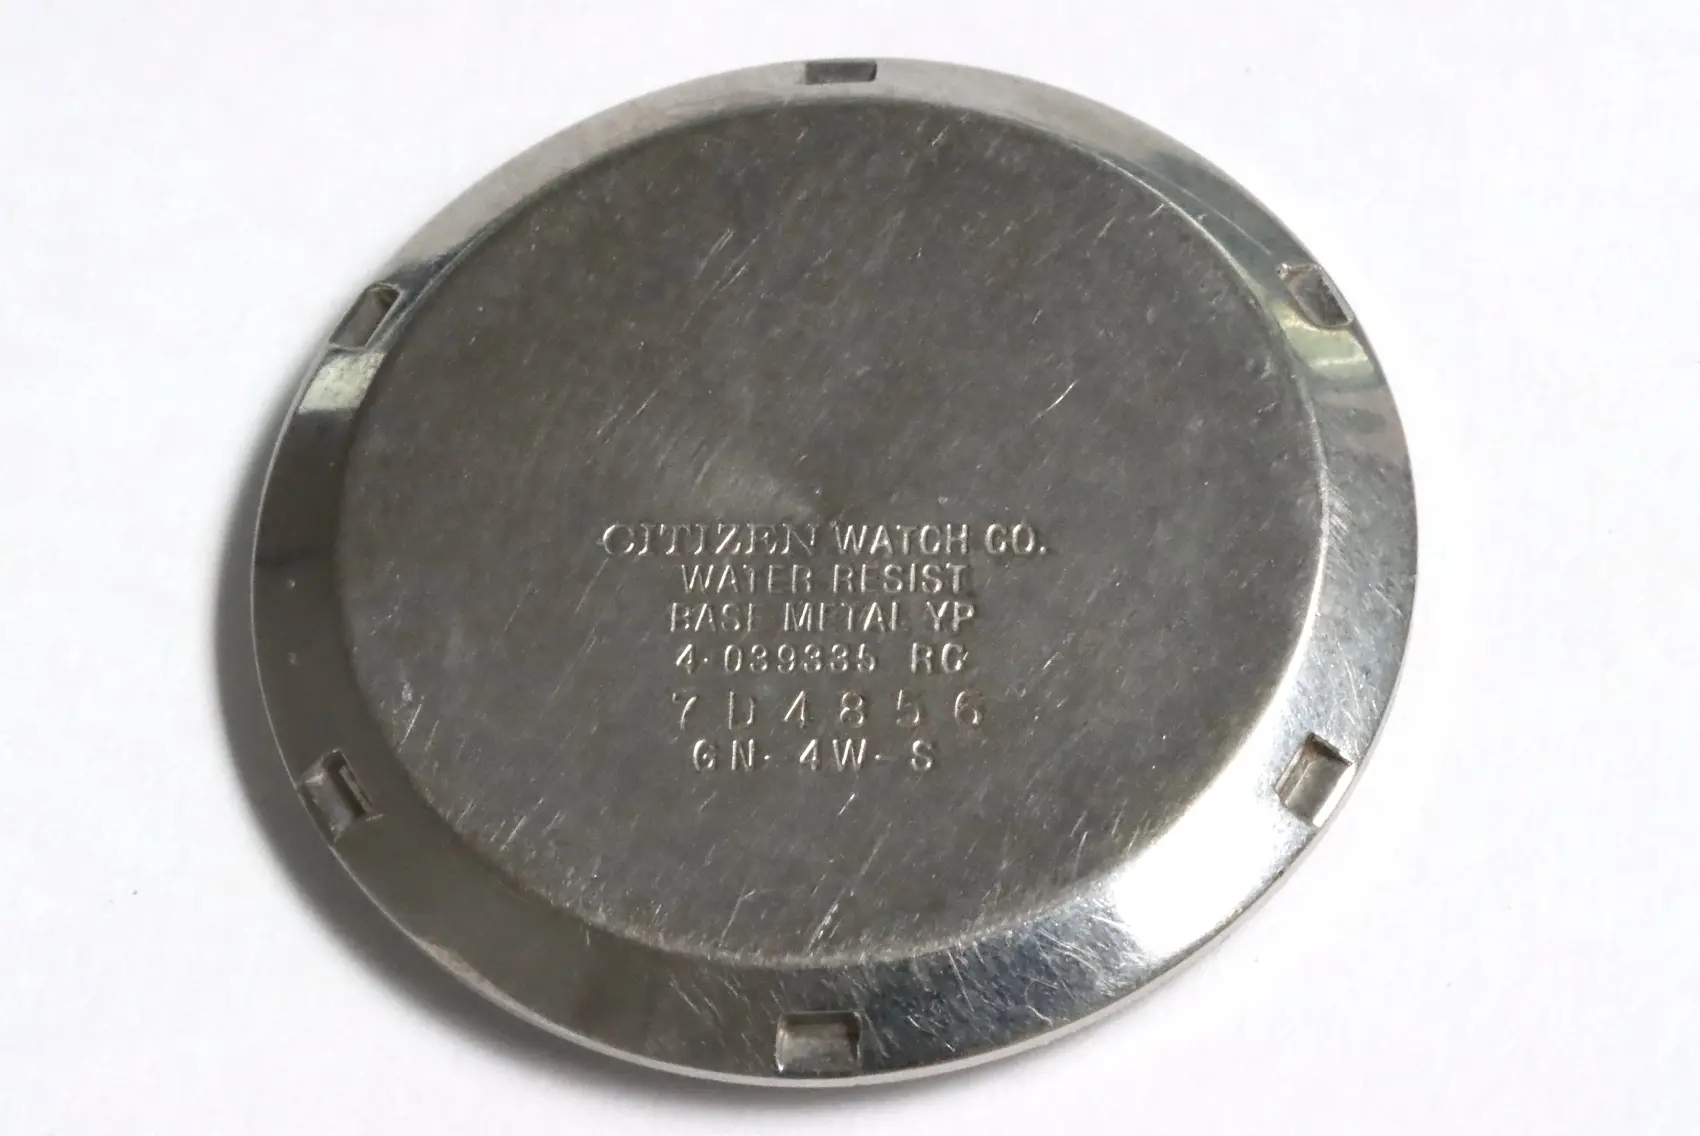 CITIZEN WATCH CO.
WATER RESIST
BASE METAL YP
4-039335 RC
7D4856
GN-4W-S